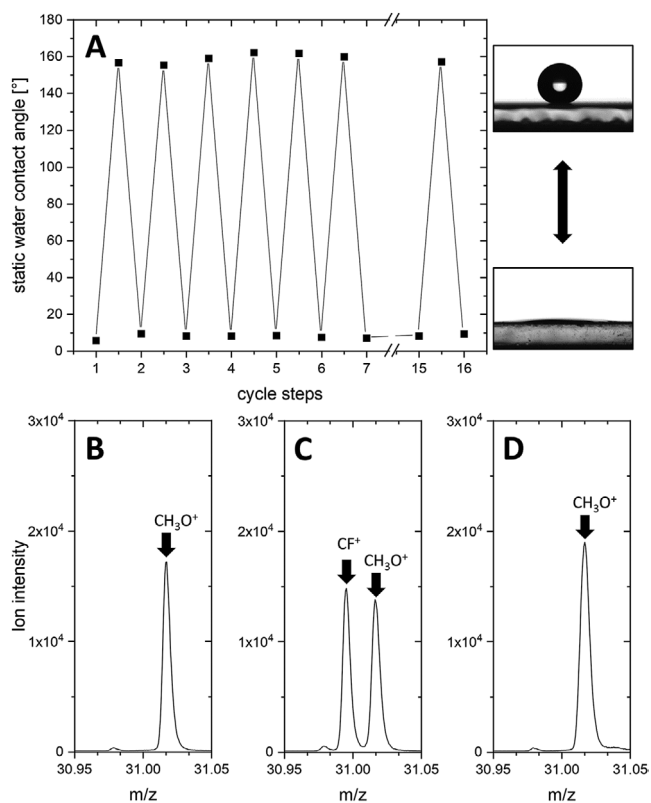 A
180
160
140
120
100
80
60
40
20
0
static water contact angle [°]
1 2 3 4 5 6 7 15 16
cycle steps
B
C
D
3x10⁴
3x10⁴
3x10⁴
2x10⁴
2x10⁴
2x10⁴
1x10⁴
1x10⁴
1x10⁴
0
0
0
Ion intensity
CH₃O⁺
CF⁺
CH₃O⁺
CH₃O⁺
30.95 31.00 31.05
30.95 31.00 31.05
30.95 31.00 31.05
m/z
m/z
m/z